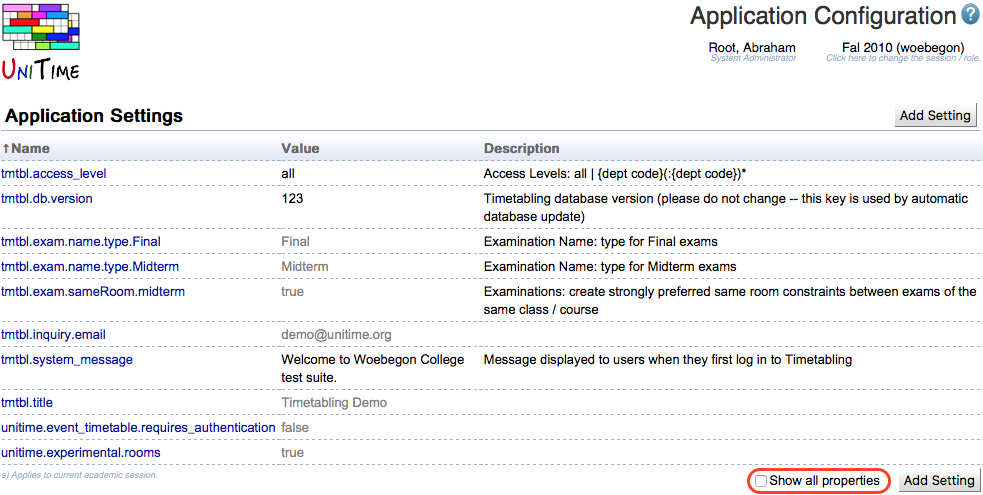 Application Configuration ?
UniTime
Root, Abraham Fal 2010 (woebegon)
System Administrator Click here to change the session / role.
Application Settings Add Setting
↑Name Value Description
tmtbl.access_level all Access Levels: all | {dept code}(:{dept code})*
tmtbl.db.version 123 Timetabling database version (please do not change -- this key is used by automatic
database update)
tmtbl.exam.name.type.Final Final Examination Name: type for Final exams
tmtbl.exam.name.type.Midterm Midterm Examination Name: type for Midterm exams
tmtbl.exam.sameRoom.midterm true Examinations: create strongly preferred same room constraints between exams of the
same class / course
tmtbl.inquiry.email demo@unitime.org
tmtbl.system_message Welcome to Woebegon College Message displayed to users when they first log in to Timetabling
test suite.
tmtbl.title Timetabling Demo
unitime.event_timetable.requires_authentication false
unitime.experimental.rooms true
s) Applies to current academic session.
Show all properties Add Setting